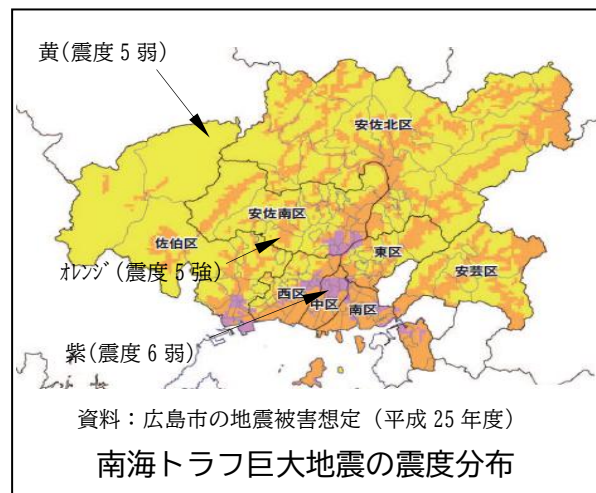 黄(震度５弱)
安佐北区
安佐南区
佐伯区
東区
安芸区
ｵﾚﾝｼﾞ(震度５強)
西区
中区
南区
紫(震度６弱)
資料：広島市の地震被害想定（平成 25 年度）
南海トラフ巨大地震の震度分布